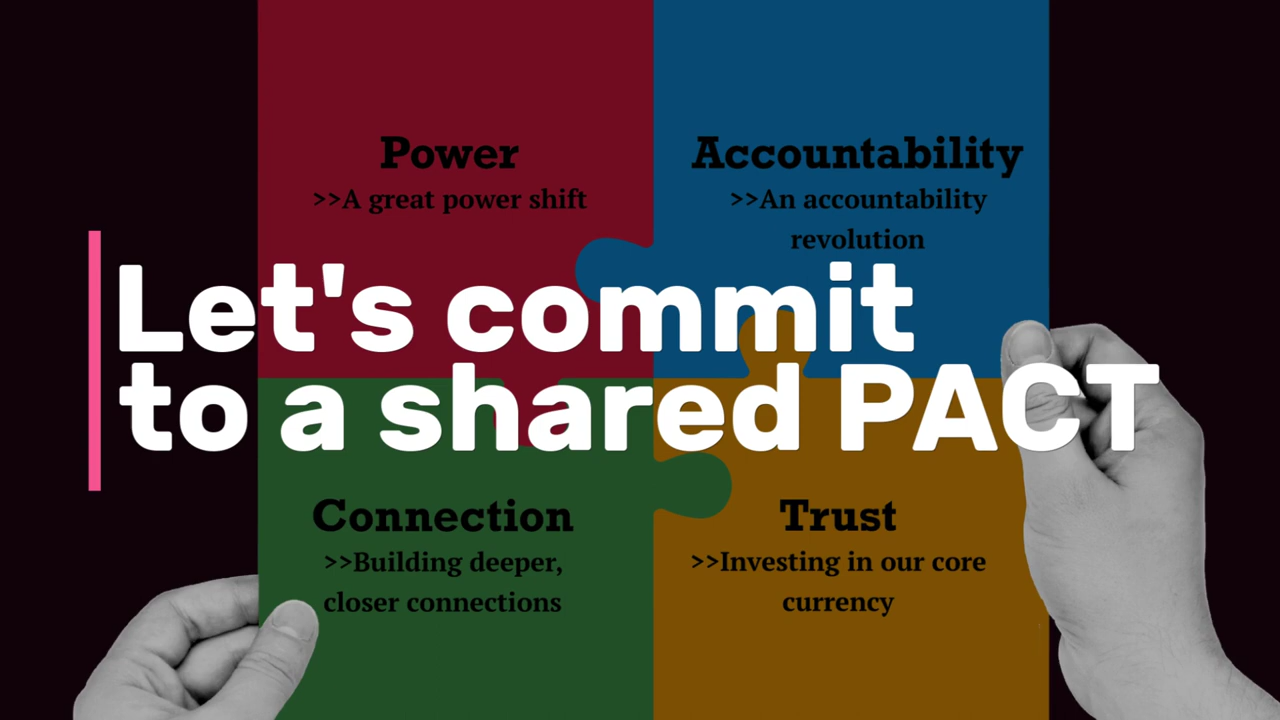 Power
>>A great power shift
Accountability
>>An accountability
revolution
Let's commit
to a shared PACT
Connection
>>Building deeper,
closer connections
Trust
>>Investing in our core
currency